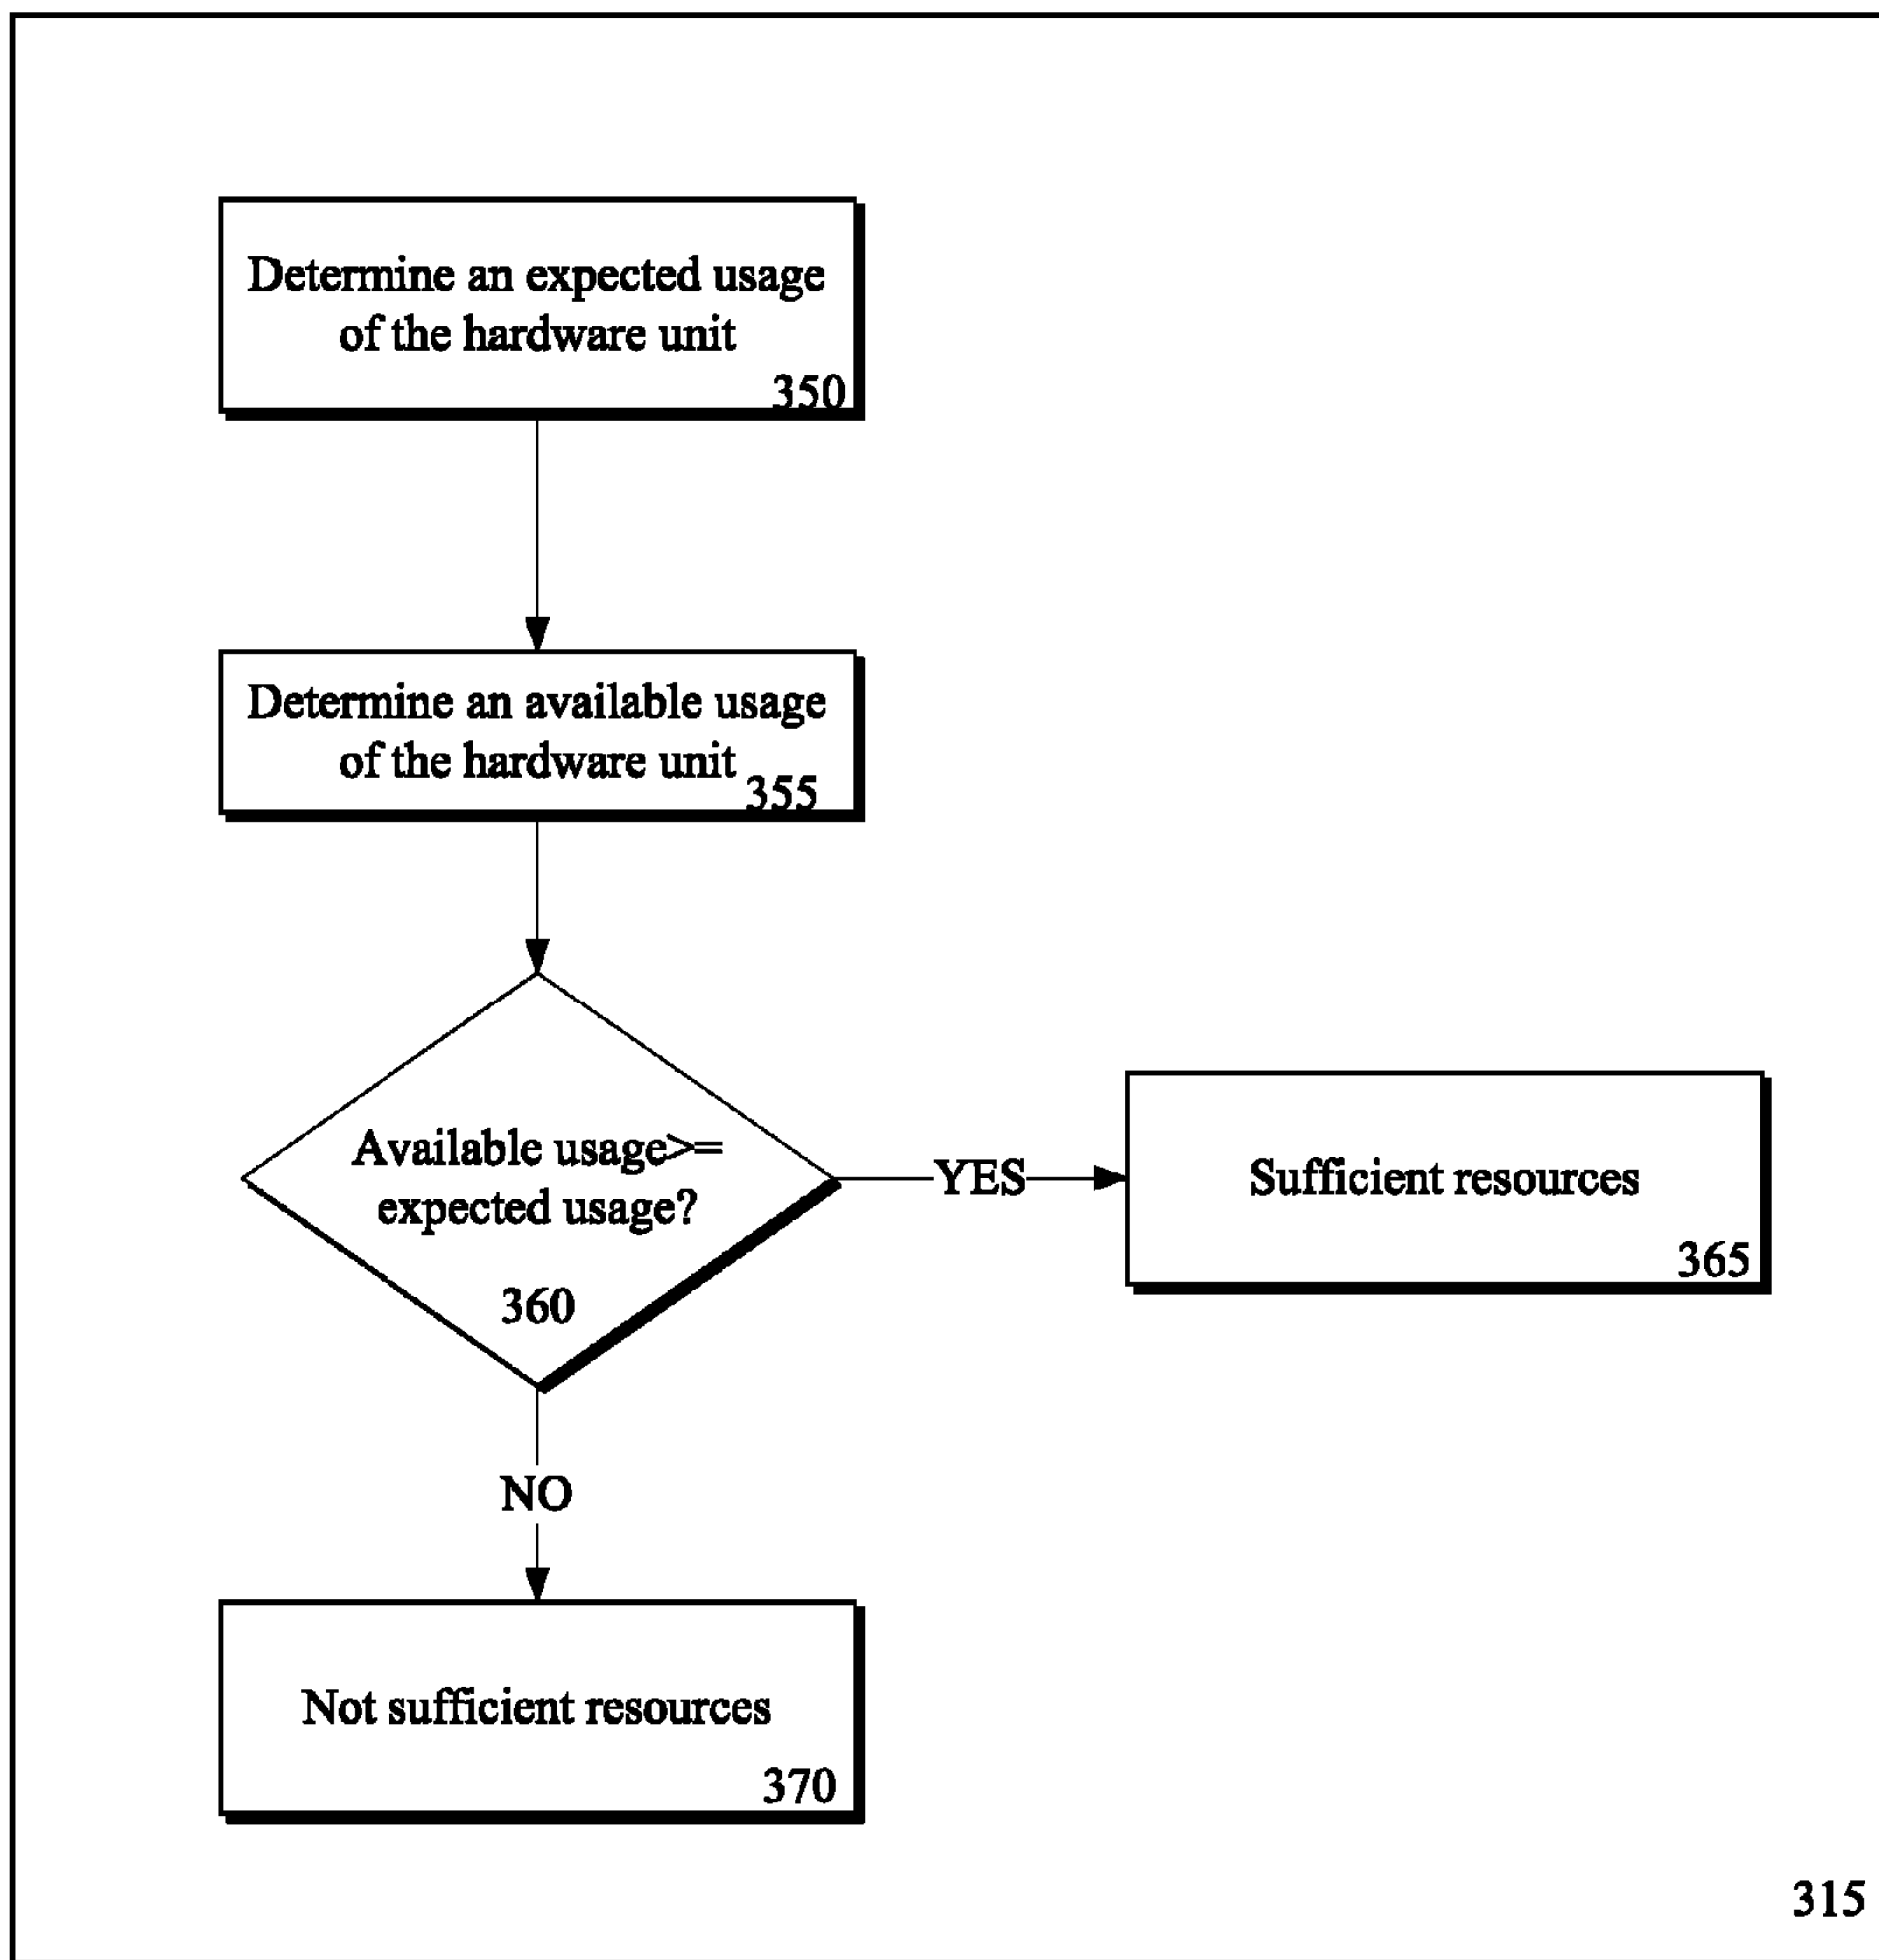 Determine an expected usage
of the hardware unit
350
Determine an available usage
of the hardware unit
355
Available usage>=
expected usage?
360
YES
Sufficient resources
365
NO
Not sufficient resources
370
315